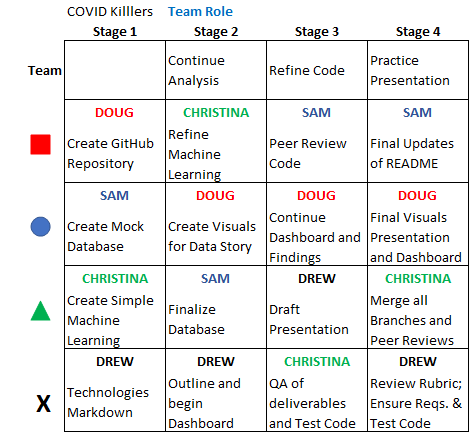 COVID Killlers Team Role
Stage 1 Stage 2 Stage 3 Stage 4
Team
Continue
Analysis
Refine Code
Practice
Presentation
DOUG
Create GitHub
Repository
CHRISTINA
Refine
Machine
Learning
SAM
Peer Review
Code
SAM
Final Updates
of README
SAM
Create Mock
Database
DOUG
Create Visuals
for Data Story
DOUG
Continue
Dashboard and
Findings
DOUG
Final Visuals
Presentation
and Dashboard
CHRISTINA
Create Simple
Machine
Learning
SAM
Finalize
Database
DREW
Draft
Presentation
CHRISTINA
Merge all
Branches and
Peer Reviews
X
DREW
Technologies
Markdown
DREW
Outline and
begin
Dashboard
CHRISTINA
QA of
deliverables
and Test Code
DREW
Review Rubric;
Ensure Reqs. &
Test Code